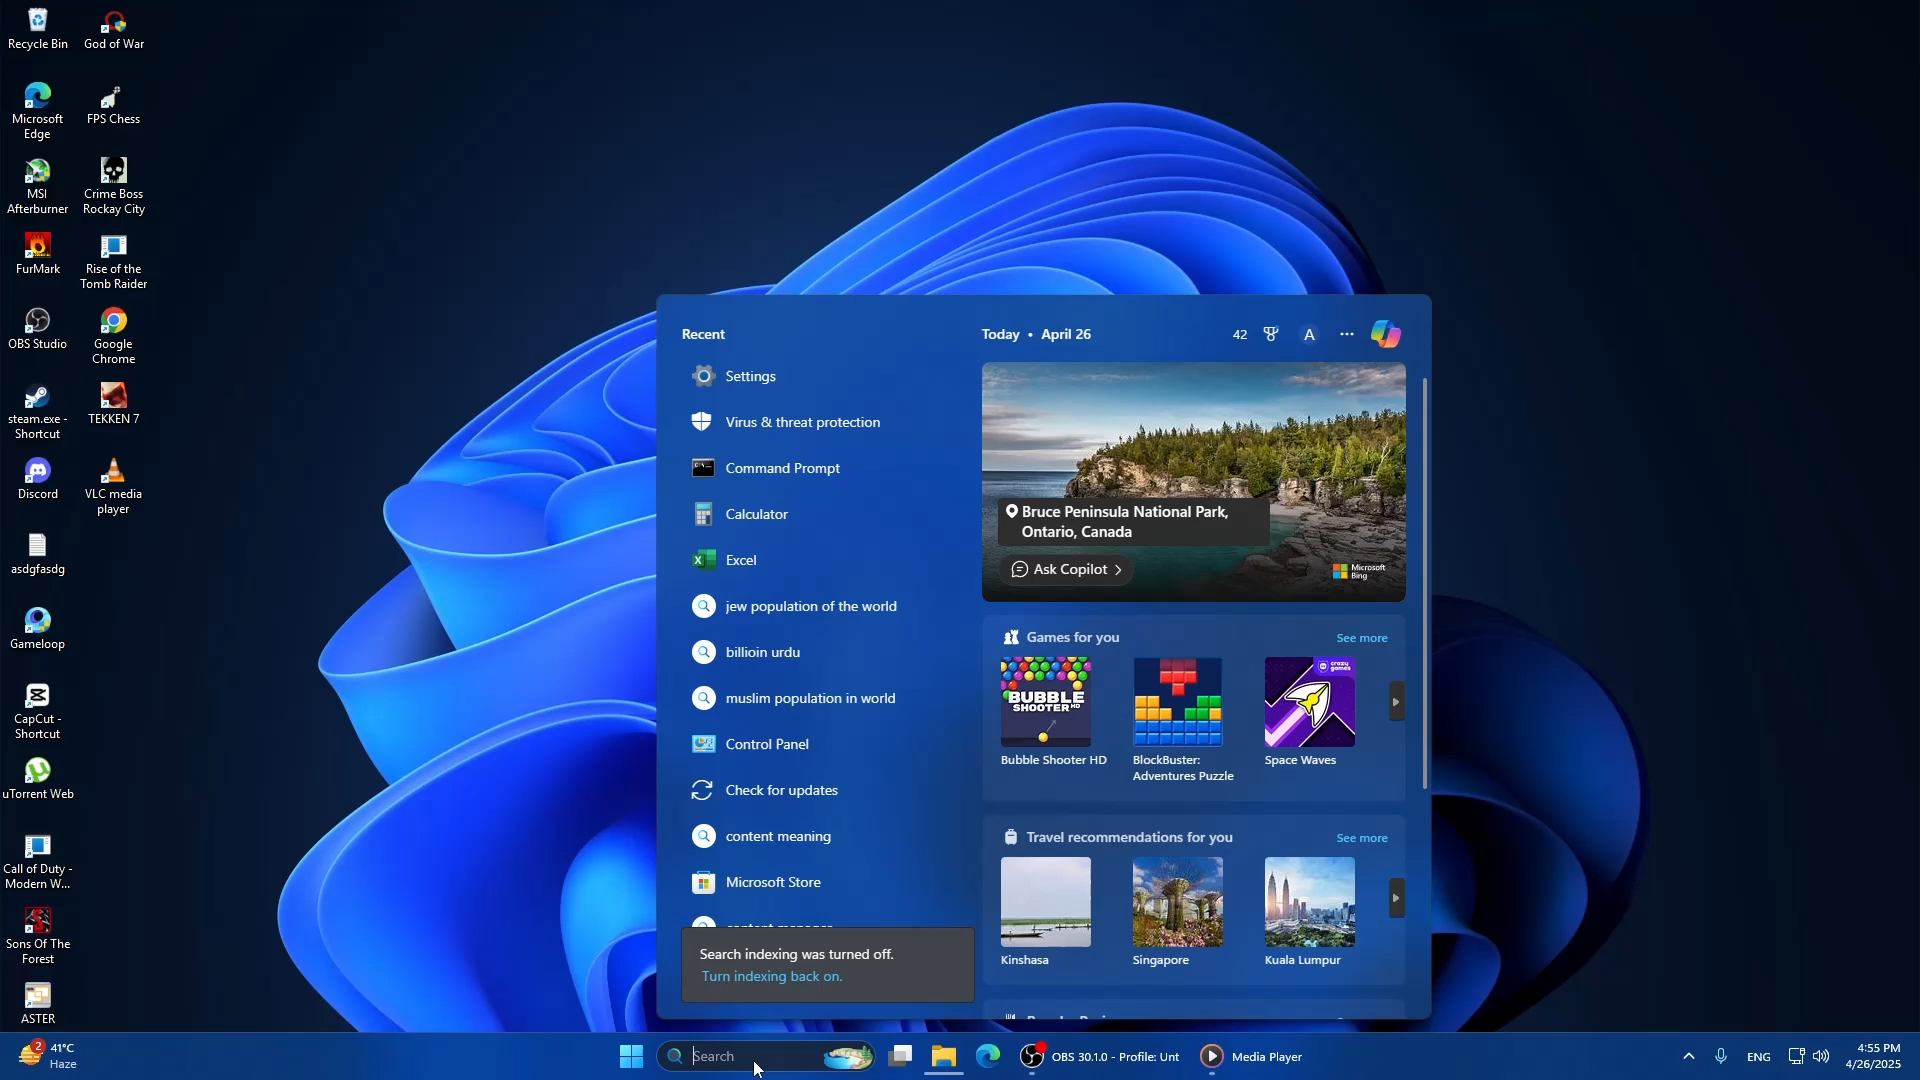 Recycle Bin
God of War
Microsoft
Edge
FPS Chess
MSI
Afterburner
Crime Boss
Rockay City
FurMark
Rise of the
Tomb Raider
OBS Studio
Google
Chrome
steam.exe -
Shortcut
TEKKEN 7
Discord
VLC media
player
asdgfasdg
Gameloop
CapCut -
Shortcut
uTorrent Web
Call of Duty -
Modern W...
Sons Of The
Forest
ASTER
Recent
Settings
Virus & threat protection
Command Prompt
Calculator
Excel
jew population of the world
billioin urdu
muslim population in world
Control Panel
Check for updates
content meaning
Microsoft Store
Search indexing was turned off.
Turn indexing back on.
Today • April 26
42
A
Bruce Peninsula National Park,
Ontario, Canada
Ask Copilot
Microsoft
Bing
Games for you
See more
BUBBLE
SHOOTER HD
crazy
games
Bubble Shooter HD
BlockBuster:
Adventures Puzzle
Space Waves
Travel recommendations for you
See more
Kinshasa
Singapore
Kuala Lumpur
2
41°C
Haze
Search
OBS 30.1.0 - Profile: Unt
Media Player
ENG
4:55 PM
4/26/2025